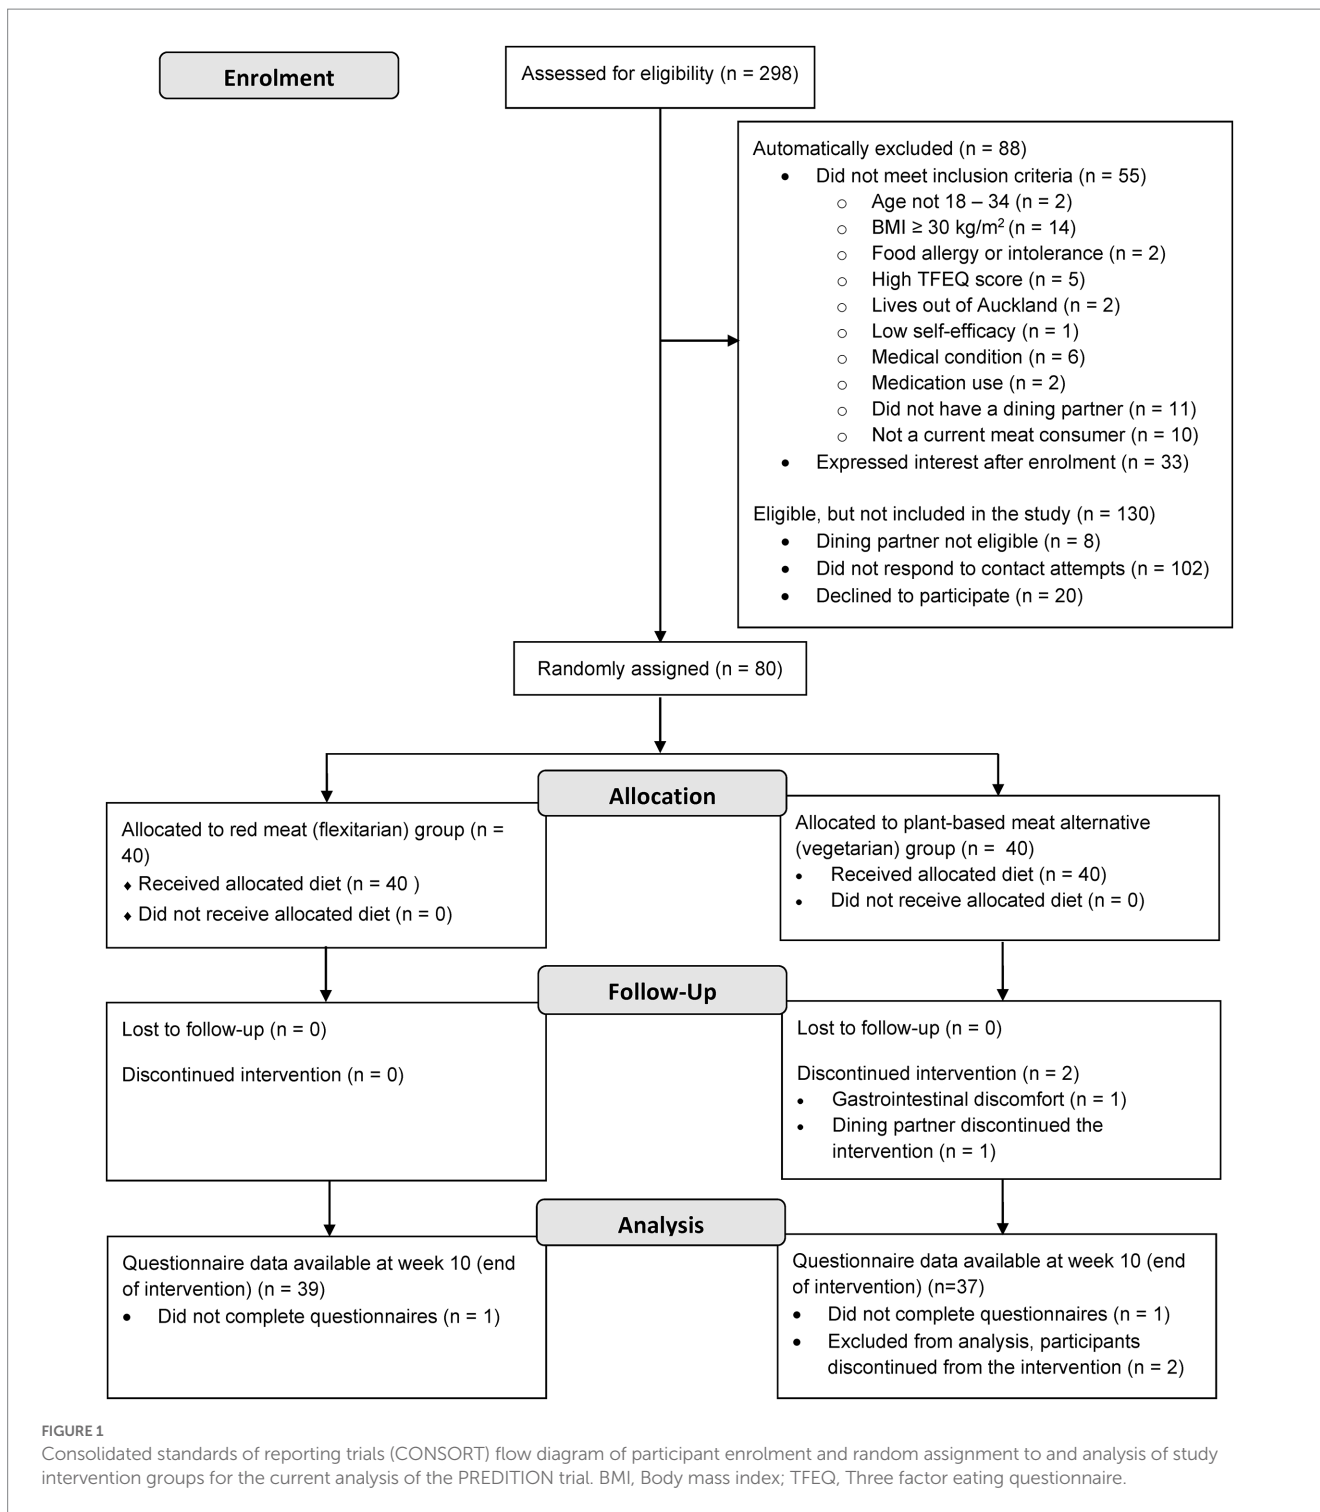 Enrolment
Assessed for eligibility (n = 298)
Automatically excluded (n = 88)
• Did not meet inclusion criteria (n = 55)
○ Age not 18 – 34 (n = 2)
○ BMI ≥ 30 kg/m² (n = 14)
○ Food allergy or intolerance (n = 2)
○ High TFEQ score (n = 5)
○ Lives out of Auckland (n = 2)
○ Low self-efficacy (n = 1)
○ Medical condition (n = 6)
○ Medication use (n = 2)
○ Did not have a dining partner (n = 11)
○ Not a current meat consumer (n = 10)
• Expressed interest after enrolment (n = 33)
Eligible, but not included in the study (n = 130)
• Dining partner not eligible (n = 8)
• Did not respond to contact attempts (n = 102)
• Declined to participate (n = 20)
Randomly assigned (n = 80)
Allocation
Allocated to red meat (flexitarian) group (n =
40)
♦ Received allocated diet (n = 40 )
♦ Did not receive allocated diet (n = 0)
Allocated to plant-based meat alternative
(vegetarian) group (n =  40)
• Received allocated diet (n = 40)
• Did not receive allocated diet (n = 0)
Follow-Up
Lost to follow-up (n = 0)
Discontinued intervention (n = 0)
Lost to follow-up (n = 0)
Discontinued intervention (n = 2)
• Gastrointestinal discomfort (n = 1)
• Dining partner discontinued the
intervention (n = 1)
Analysis
Questionnaire data available at week 10 (end
of intervention) (n = 39)
• Did not complete questionnaires (n = 1)
Questionnaire data available at week 10 (end
of intervention) (n=37)
• Did not complete questionnaires (n = 1)
• Excluded from analysis, participants
discontinued from the intervention (n = 2)
FIGURE 1
Consolidated standards of reporting trials (CONSORT) flow diagram of participant enrolment and random assignment to and analysis of study
intervention groups for the current analysis of the PREDITION trial. BMI, Body mass index; TFEQ, Three factor eating questionnaire.